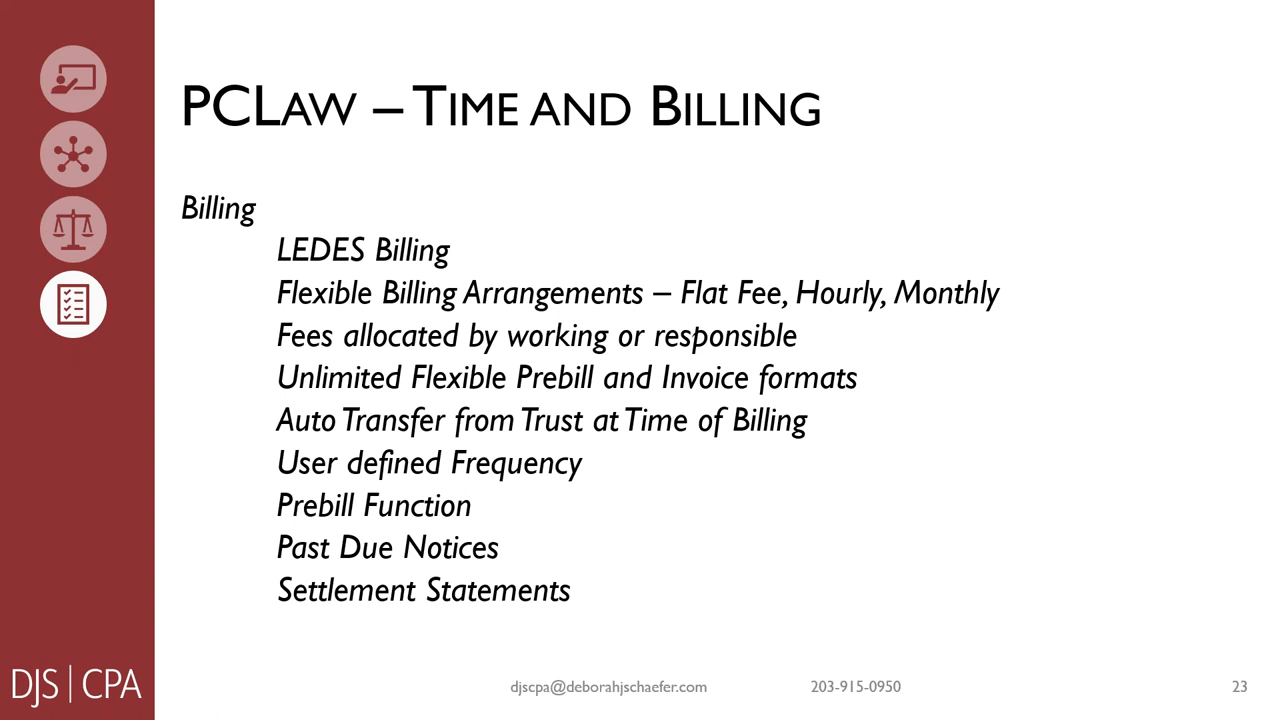 PCLAW – TIME AND BILLING
Billing
LEDES Billing
Flexible Billing Arrangements – Flat Fee, Hourly, Monthly
Fees allocated by working or responsible
Unlimited Flexible Prebill and Invoice formats
Auto Transfer from Trust at Time of Billing
User defined Frequency
Prebill Function
Past Due Notices
Settlement Statements
DJS | CPA
djscpa@deborahjschaefer.com
203-915-0950
23